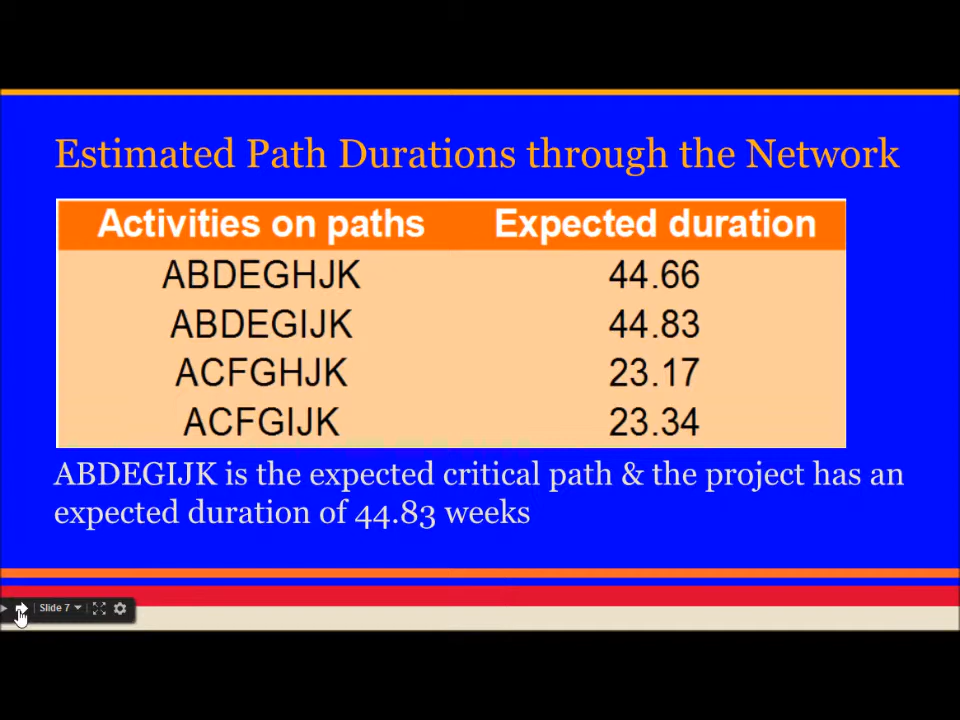 Estimated Path Durations through the Network
Activities on paths Expected duration
ABDEGHJK 44.66
ABDEGIJK 44.83
ACFGHJK 23.17
ACFGIJK 23.34
ABDEGIJK is the expected critical path & the project has an
expected duration of 44.83 weeks
Slide 7